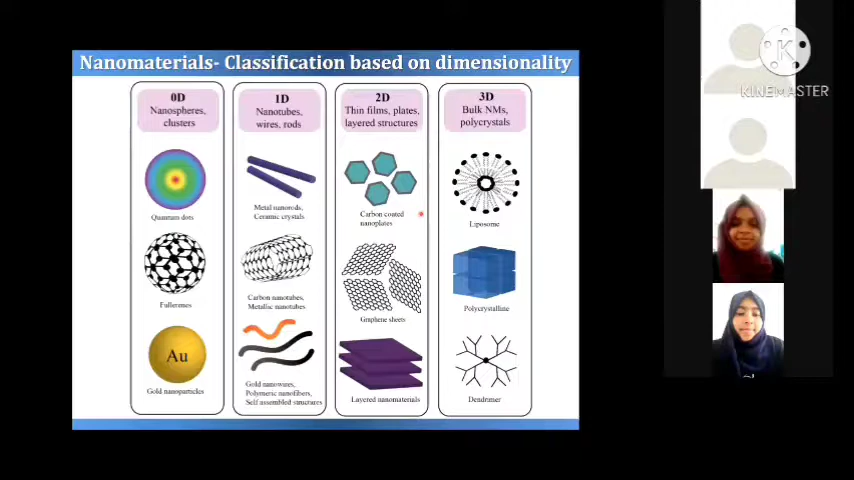 Nanomaterials- Classification based on dimensionality
0D
Nanospheres,
clusters
Quantum dots
Fullerenes
Au
Gold nanoparticles
1D
Nanotubes,
wires, rods
Metal nanorods,
Ceramic crystals
Carbon nanotubes,
Metallic nanotubes
Gold nanowires,
Polymeric nanofibers,
Self assembled structures
2D
Thin films, plates,
layered structures
Carbon coated
nanoplates
Graphene sheets
Layered nanomaterials
3D
Bulk NMs,
polycrystals
Liposome
Polycrystalline
Dendrimer
K
KINEMASTER